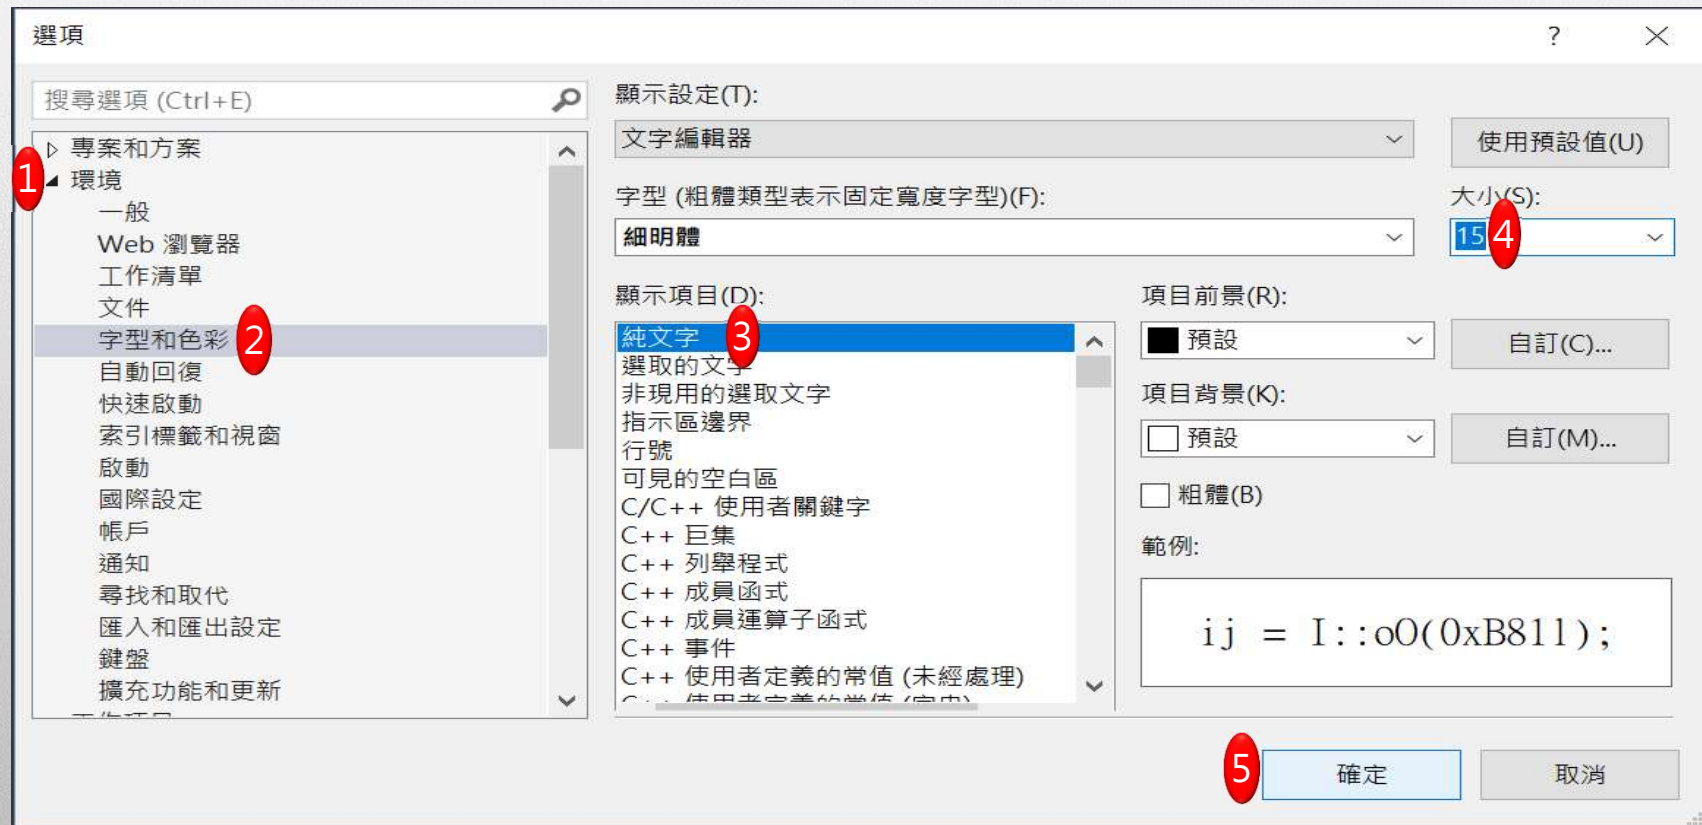 選項
?
搜尋選項 (Ctrl+E)
專案和方案
1
環境
一般
Web 瀏覽器
工作清單
文件
字型和色彩
2
自動回復
快速啟動
索引標籤和視窗
啟動
國際設定
帳戶
通知
尋找和取代
匯入和匯出設定
鍵盤
擴充功能和更新
顯示設定(T):
文字編輯器
使用預設值(U)
字型 (粗體類型表示固定寬度字型)(F):
大小(S):
細明體
15
4
顯示項目(D):
純文字
3
選取的文字
非現用的選取文字
指示區邊界
行號
可見的空白區
C/C++ 使用者關鍵字
C++ 巨集
C++ 列舉程式
C++ 成員函式
C++ 成員運算子函式
C++ 事件
C++ 使用者定義的常值 (未經處理)
項目前景(R):
預設
自訂(C)...
項目背景(K):
預設
自訂(M)...
粗體(B)
範例:
ij = I::oO(0xB81l);
5
確定
取消